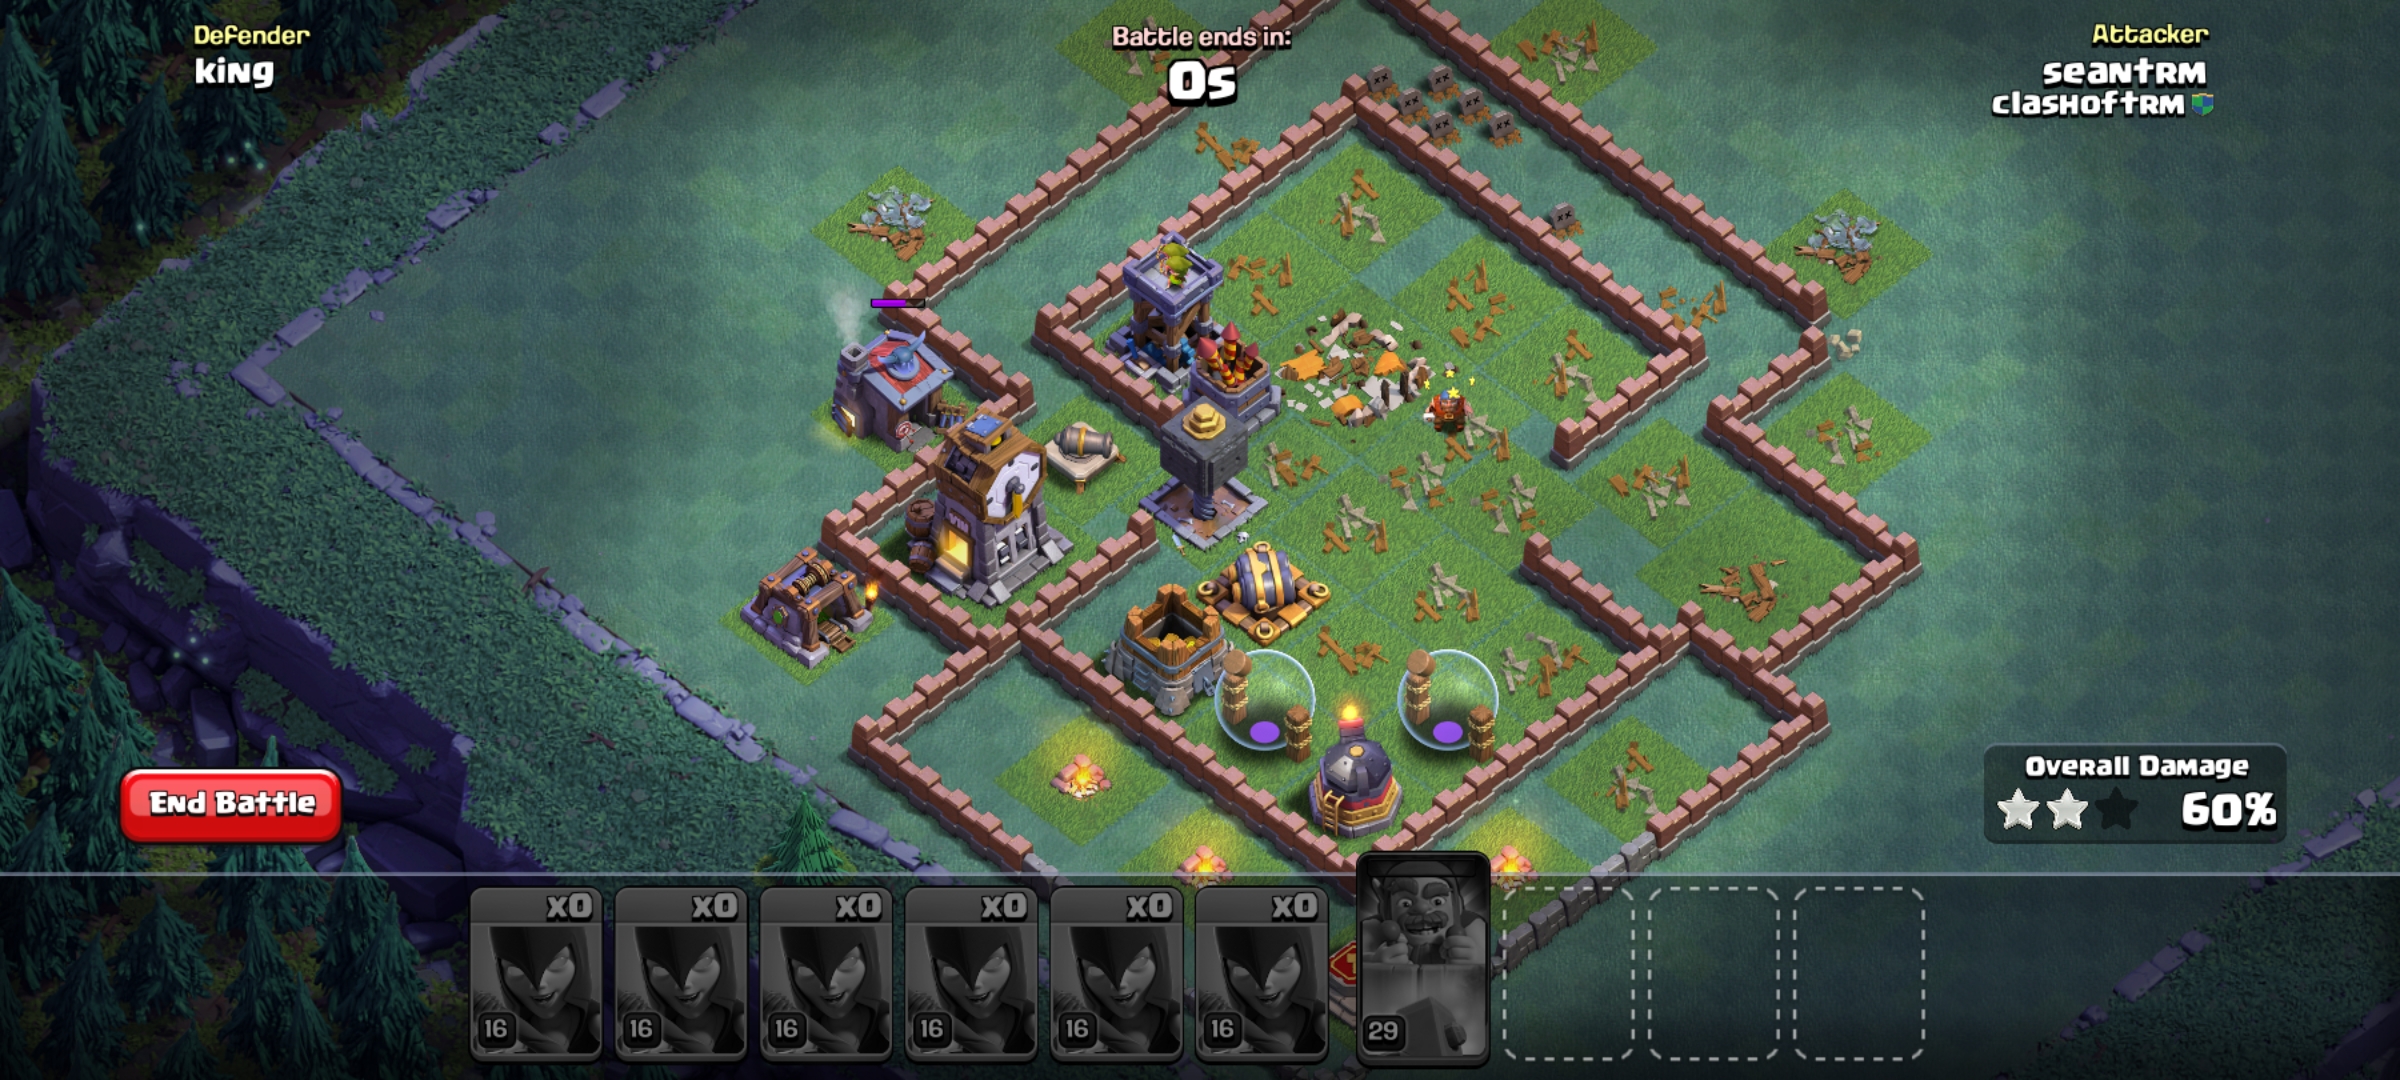 Defender
king
Battle ends in:
0s
Attacker
seantRM
clashoftRM
End Battle
Overall Damage
60%
x0
x0
x0
x0
x0
x0
16
16
16
16
16
16
29